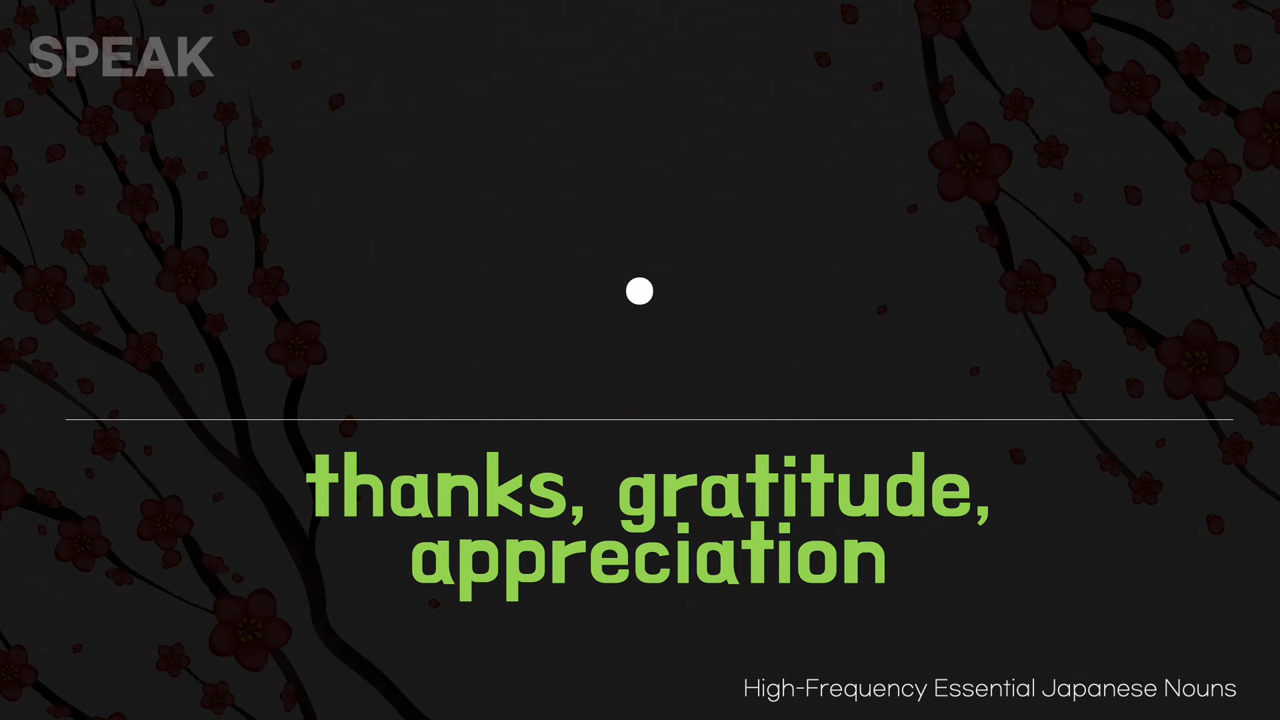 SPEAK
thanks, gratitude,
appreciation
High-Frequency Essential Japanese Nouns